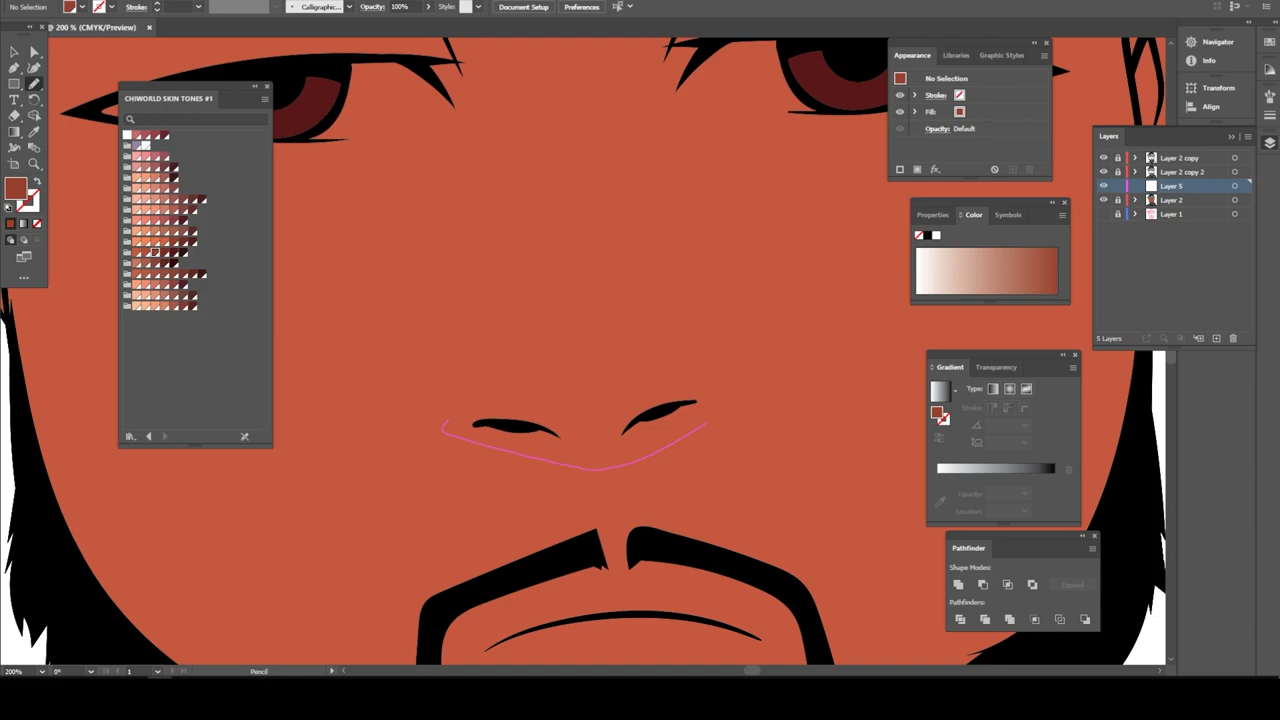 No Selection
Stroke:
Calligraphic...
Opacity:
100%
Style:
Document Setup
Preferences
@ 200 % (CMYK/Preview)
CHIWORLD SKIN TONES #1
Appearance
Libraries
Graphic Styles
No Selection
Stroke:
Fill:
Opacity: Default
fx
Navigator
Info
Transform
Align
Layers
Layer 2 copy
Layer 2 copy 2
Layer 5
Layer 2
Layer 1
5 Layers
Properties
Color
Symbols
Gradient
Transparency
Type:
Stroke:
Opacity:
Location:
Pathfinder
Shape Modes:
Expand
Pathfinders:
200%
0°
1
Pencil